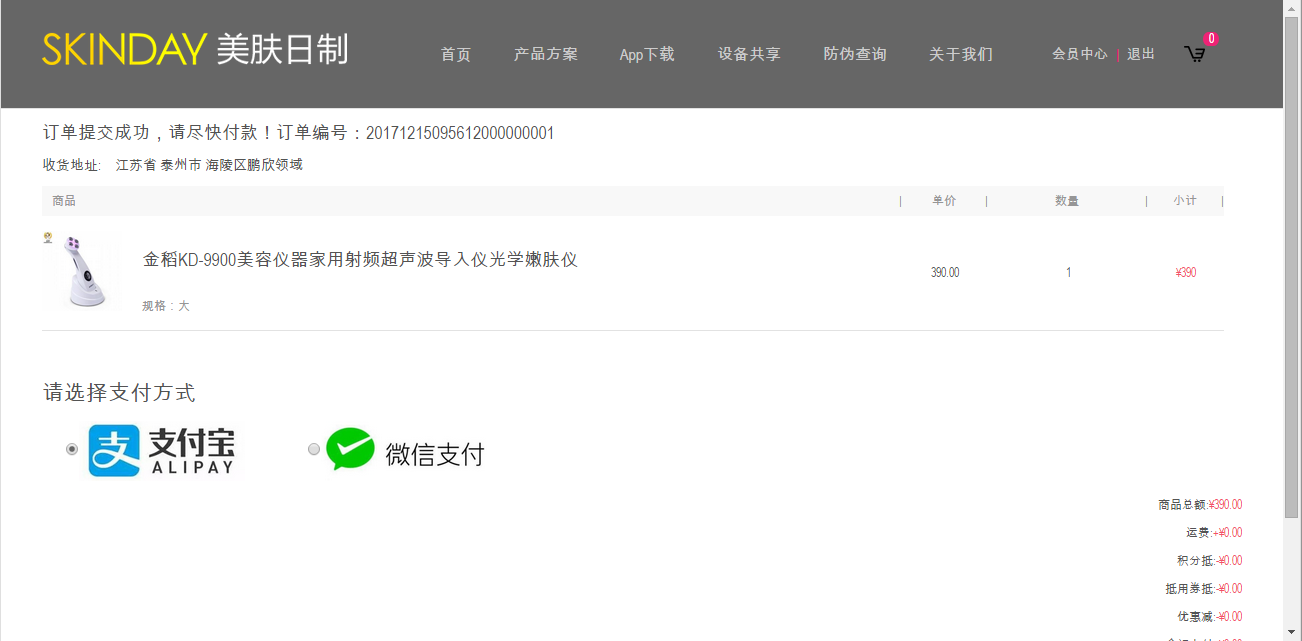 SKINDAY 美肤日制
首页 产品方案 App下载 设备共享 防伪查询 关于我们 会员中心 | 退出 0
订单提交成功，请尽快付款！订单编号：20171215095612000000001
收货地址: 江苏省 泰州市 海陵区鹏欣领域
商品 | 单价 | 数量 | 小计 |
金稻KD-9900美容仪器家用射频超声波导入仪光学嫩肤仪
390.00 1 ¥390
规格：大
请选择支付方式
支付宝 ALIPAY 微信支付
商品总额:¥390.00
运费:+¥0.00
积分抵:-¥0.00
抵用券抵:-¥0.00
优惠减:-¥0.00